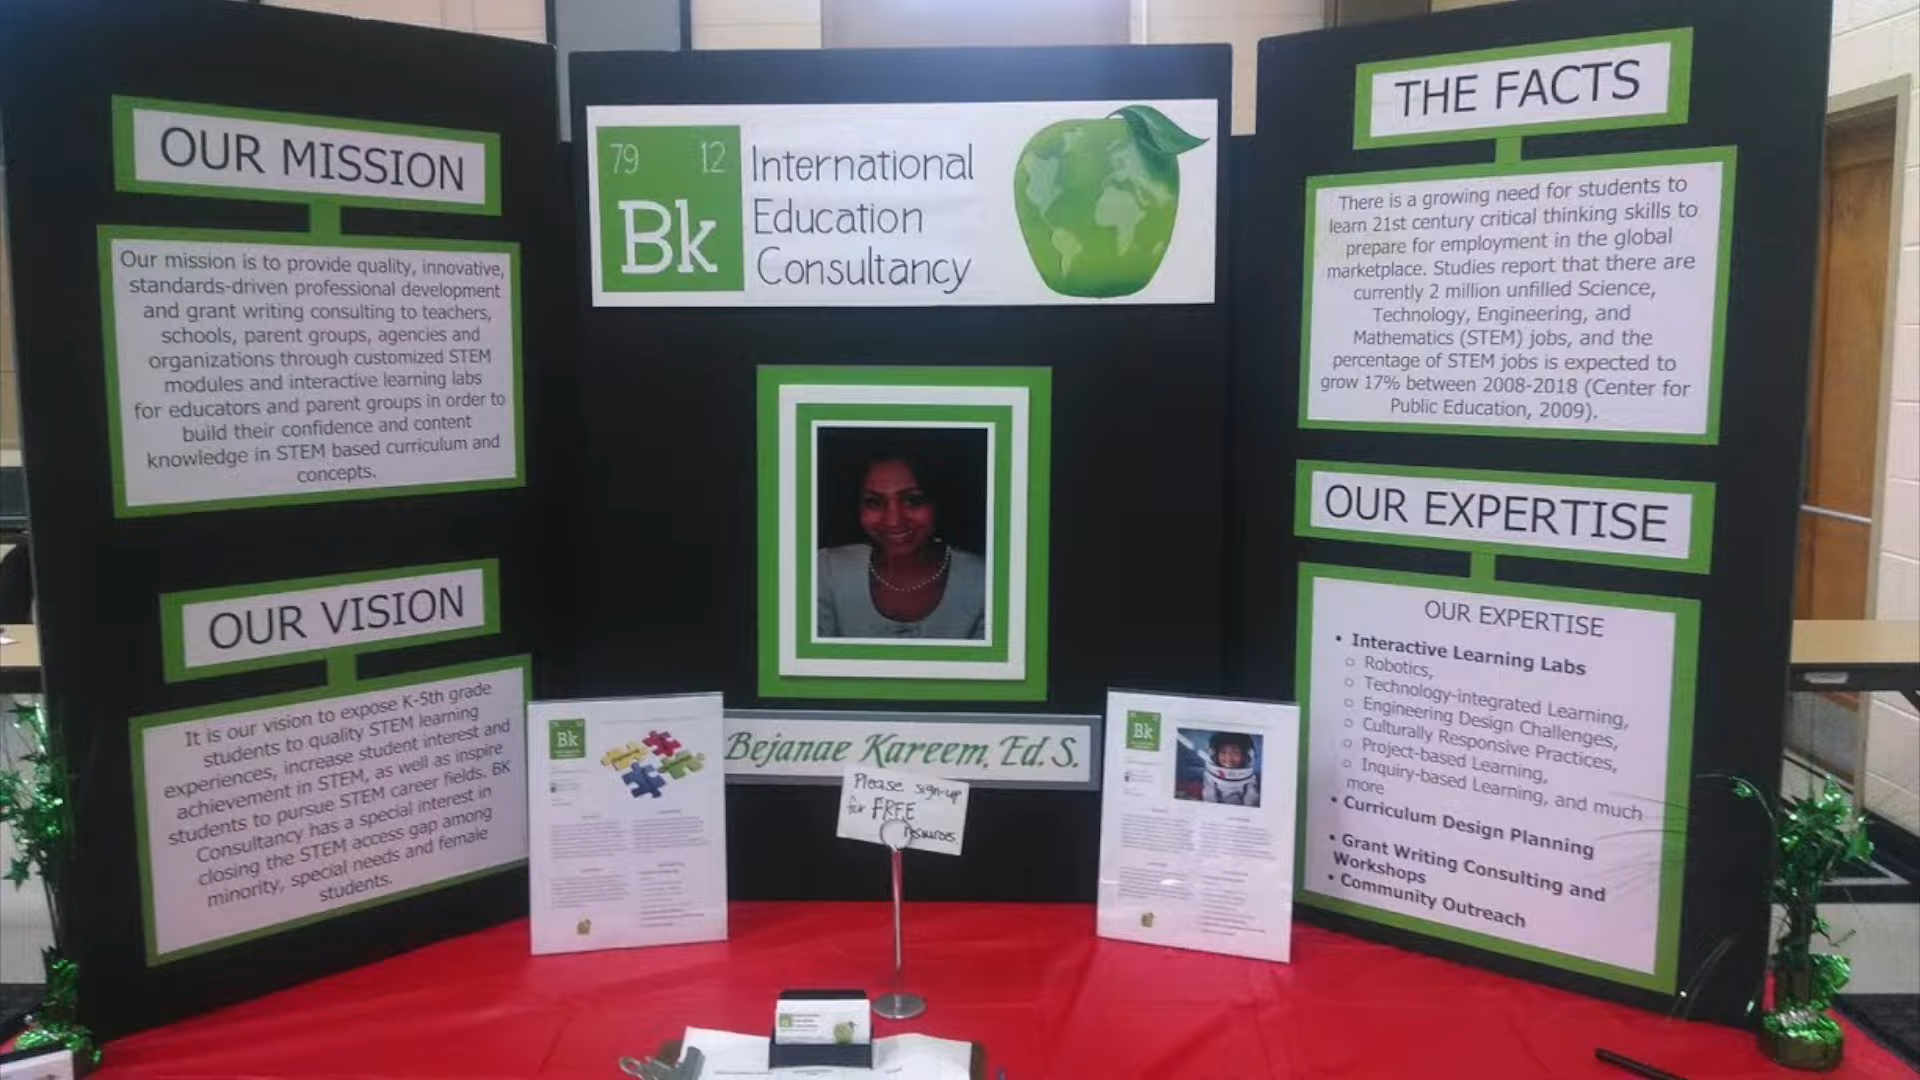 OUR MISSION
Our mission is to provide quality, innovative,
standards-driven professional development
and grant writing consulting to teachers,
schools, parent groups, agencies and
organizations through customized STEM
modules and interactive learning labs
for educators and parent groups in order to
build their confidence and content
knowledge in STEM based curriculum and
concepts.
OUR VISION
It is our vision to expose K-5th grade
students to quality STEM learning
experiences, increase student interest and
achievement in STEM, as well as inspire
students to pursue STEM career fields. BK
Consultancy has a special interest in
closing the STEM access gap among
minority, special needs and female
students.
79 12
Bk
International
Education
Consultancy
Bk
Bejanae Kareem, Ed.S.
Bk
Please sign-up
for FREE
resources.
THE FACTS
There is a growing need for students to
learn 21st century critical thinking skills to
prepare for employment in the global
marketplace. Studies report that there are
currently 2 million unfilled Science,
Technology, Engineering, and
Mathematics (STEM) jobs, and the
percentage of STEM jobs is expected to
grow 17% between 2008-2018 (Center for
Public Education, 2009).
OUR EXPERTISE
OUR EXPERTISE
• Interactive Learning Labs
o Robotics,
o Technology-integrated Learning,
o Engineering Design Challenges,
o Culturally Responsive Practices,
o Project-based Learning,
o Inquiry-based Learning, and much
more
• Curriculum Design Planning
• Grant Writing Consulting and
Workshops
• Community Outreach